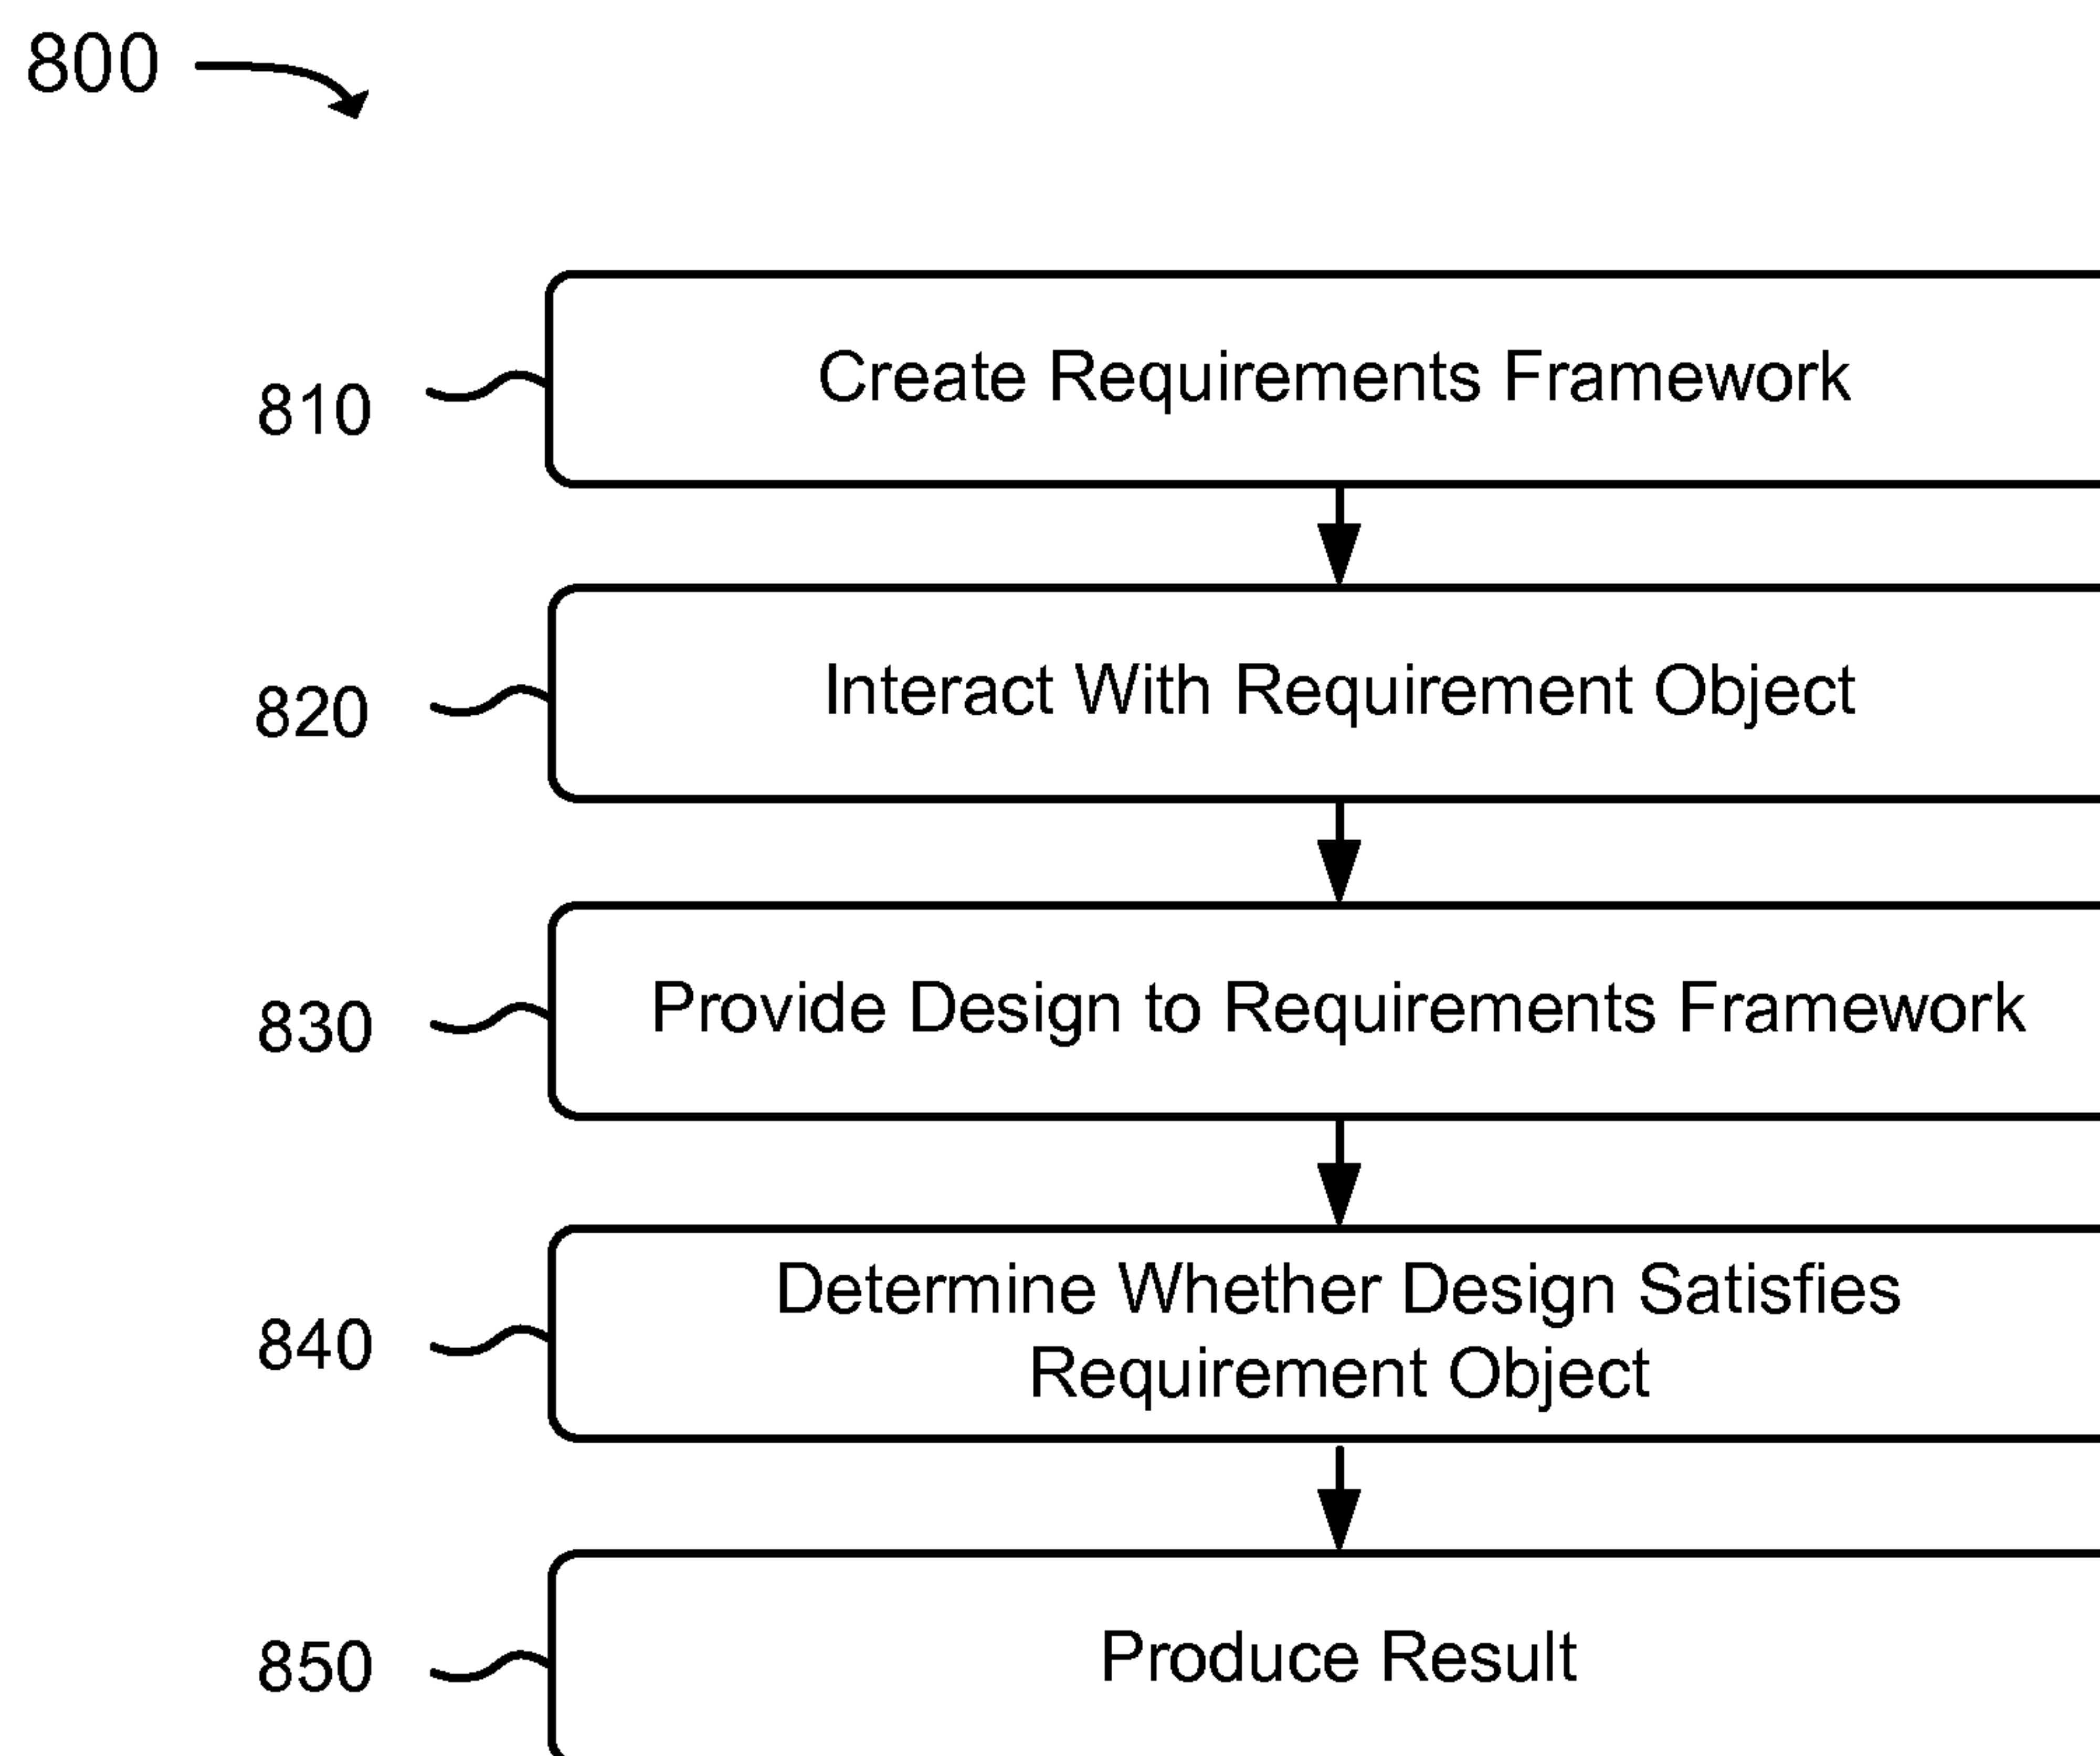 800
810
Create Requirements Framework
820
Interact With Requirement Object
830
Provide Design to Requirements Framework
840
Determine Whether Design Satisfies
Requirement Object
850
Produce Result